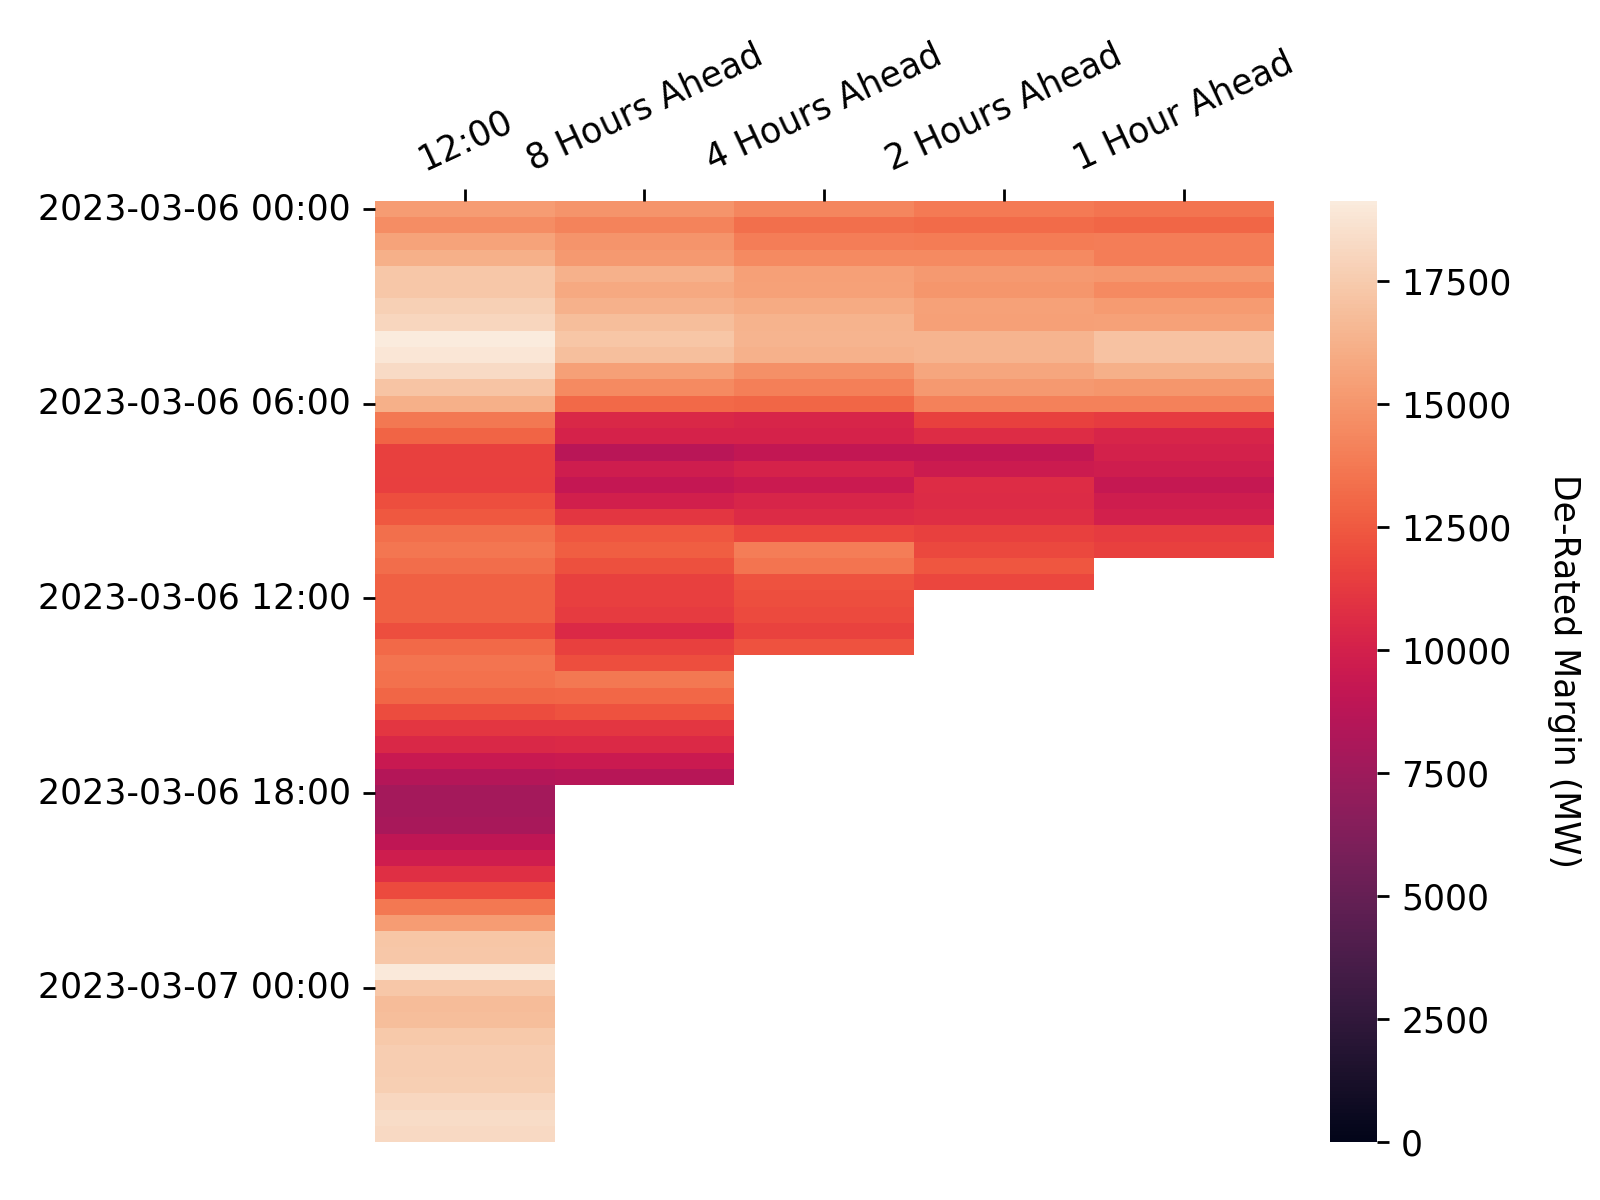 12:00
8 Hours Ahead
4 Hours Ahead
2 Hours Ahead
1 Hour Ahead
2023-03-06 00:00
2023-03-06 06:00
2023-03-06 12:00
2023-03-06 18:00
2023-03-07 00:00
17500
15000
12500
10000
7500
5000
2500
0
De-Rated Margin (MW)